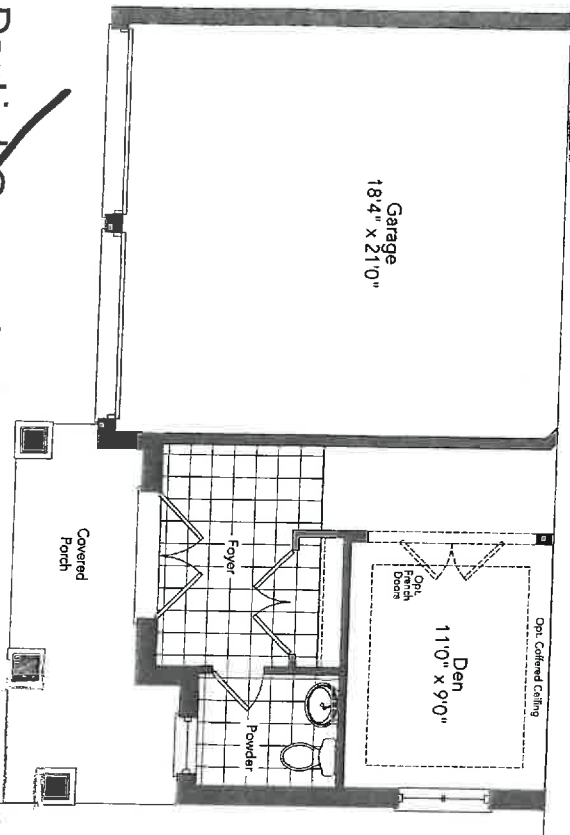 Garage
18'4" x 21'0"
Covered
Porch
Foyer
Powder
Opt.
French
Doors
Den
11'0" x 9'0"
Opt. Coffered Ceiling